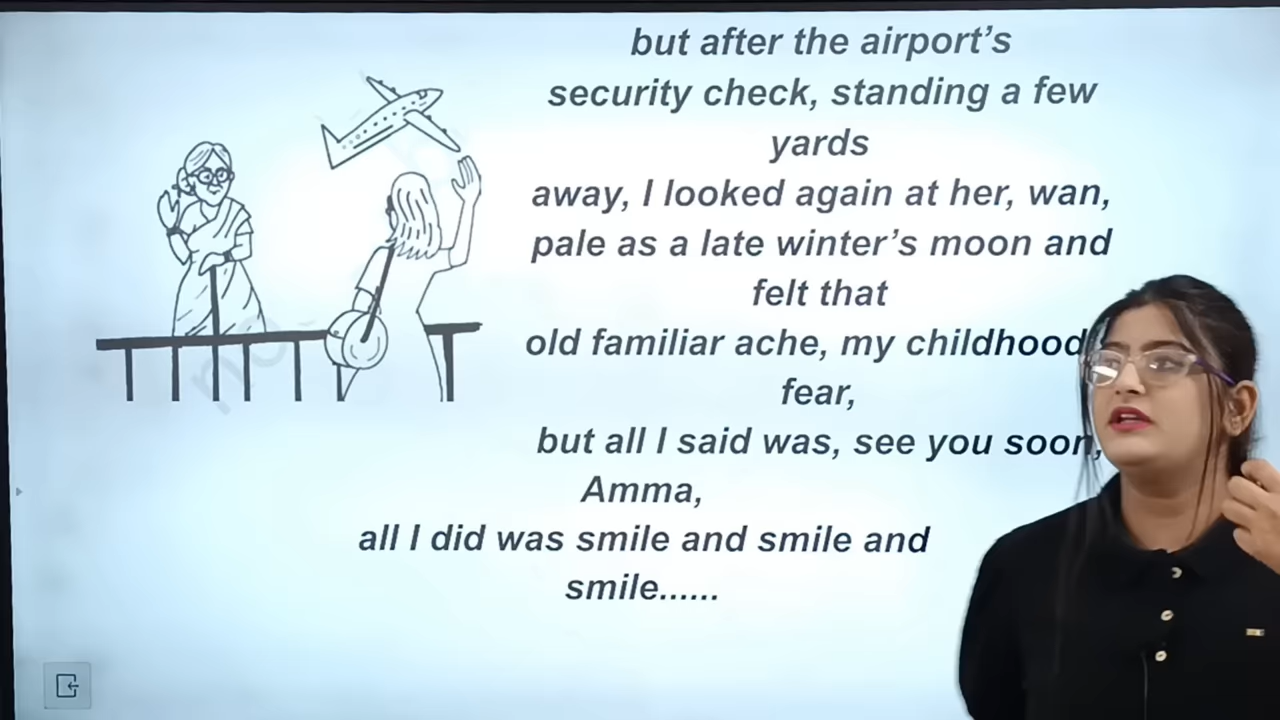 but after the airport’s
security check, standing a few
yards
away, I looked again at her, wan,
pale as a late winter’s moon and
felt that
old familiar ache, my childhood
fear,
but all I said was, see you soon,
Amma,
all I did was smile and smile and
smile......